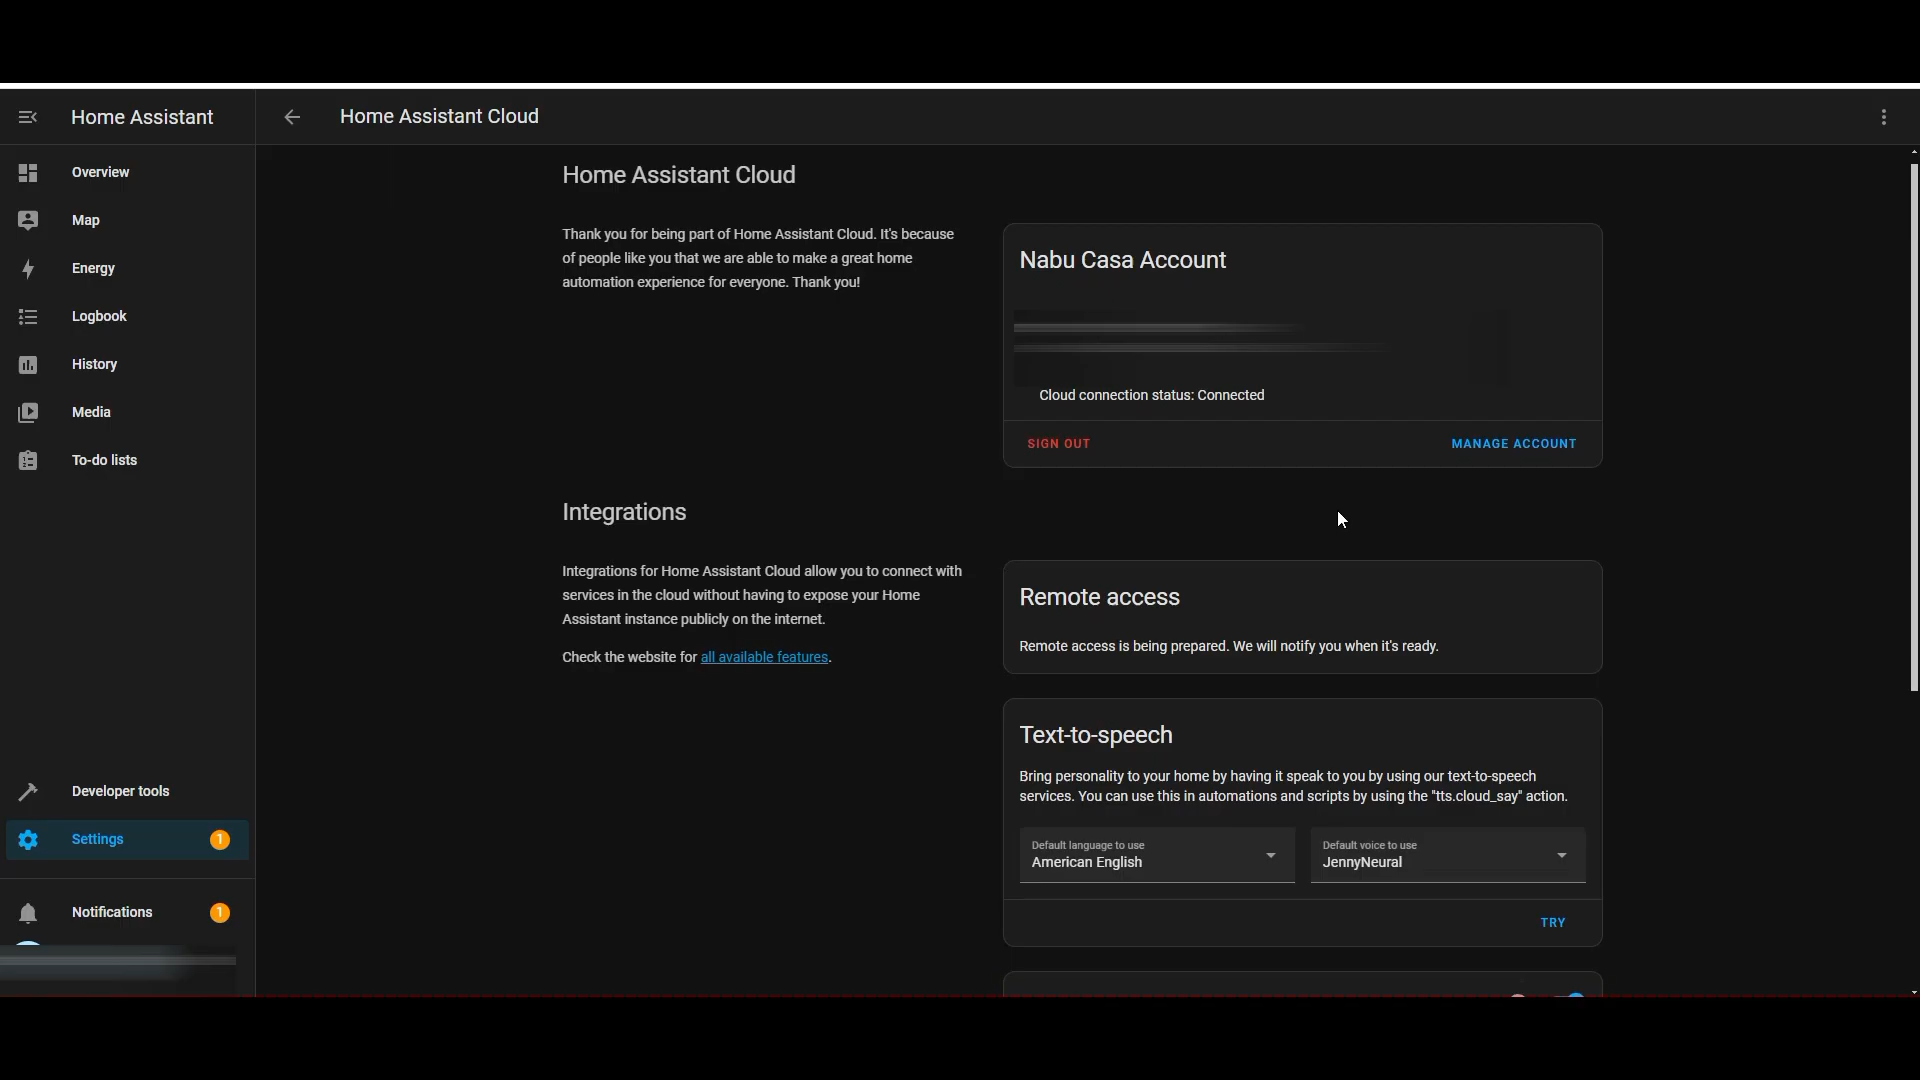 Home Assistant
Home Assistant Cloud
Overview
Map
Energy
Logbook
History
Media
To-do lists
Developer tools
Settings
1
Notifications
1
Home Assistant Cloud
Thank you for being part of Home Assistant Cloud. It's because
of people like you that we are able to make a great home
automation experience for everyone. Thank you!
Nabu Casa Account
Cloud connection status: Connected
SIGN OUT
MANAGE ACCOUNT
Integrations
Integrations for Home Assistant Cloud allow you to connect with
services in the cloud without having to expose your Home
Assistant instance publicly on the internet.
Check the website for all available features.
Remote access
Remote access is being prepared. We will notify you when it's ready.
Text-to-speech
Bring personality to your home by having it speak to you by using our text-to-speech
services. You can use this in automations and scripts by using the "tts.cloud_say" action.
Default language to use
American English
Default voice to use
JennyNeural
TRY